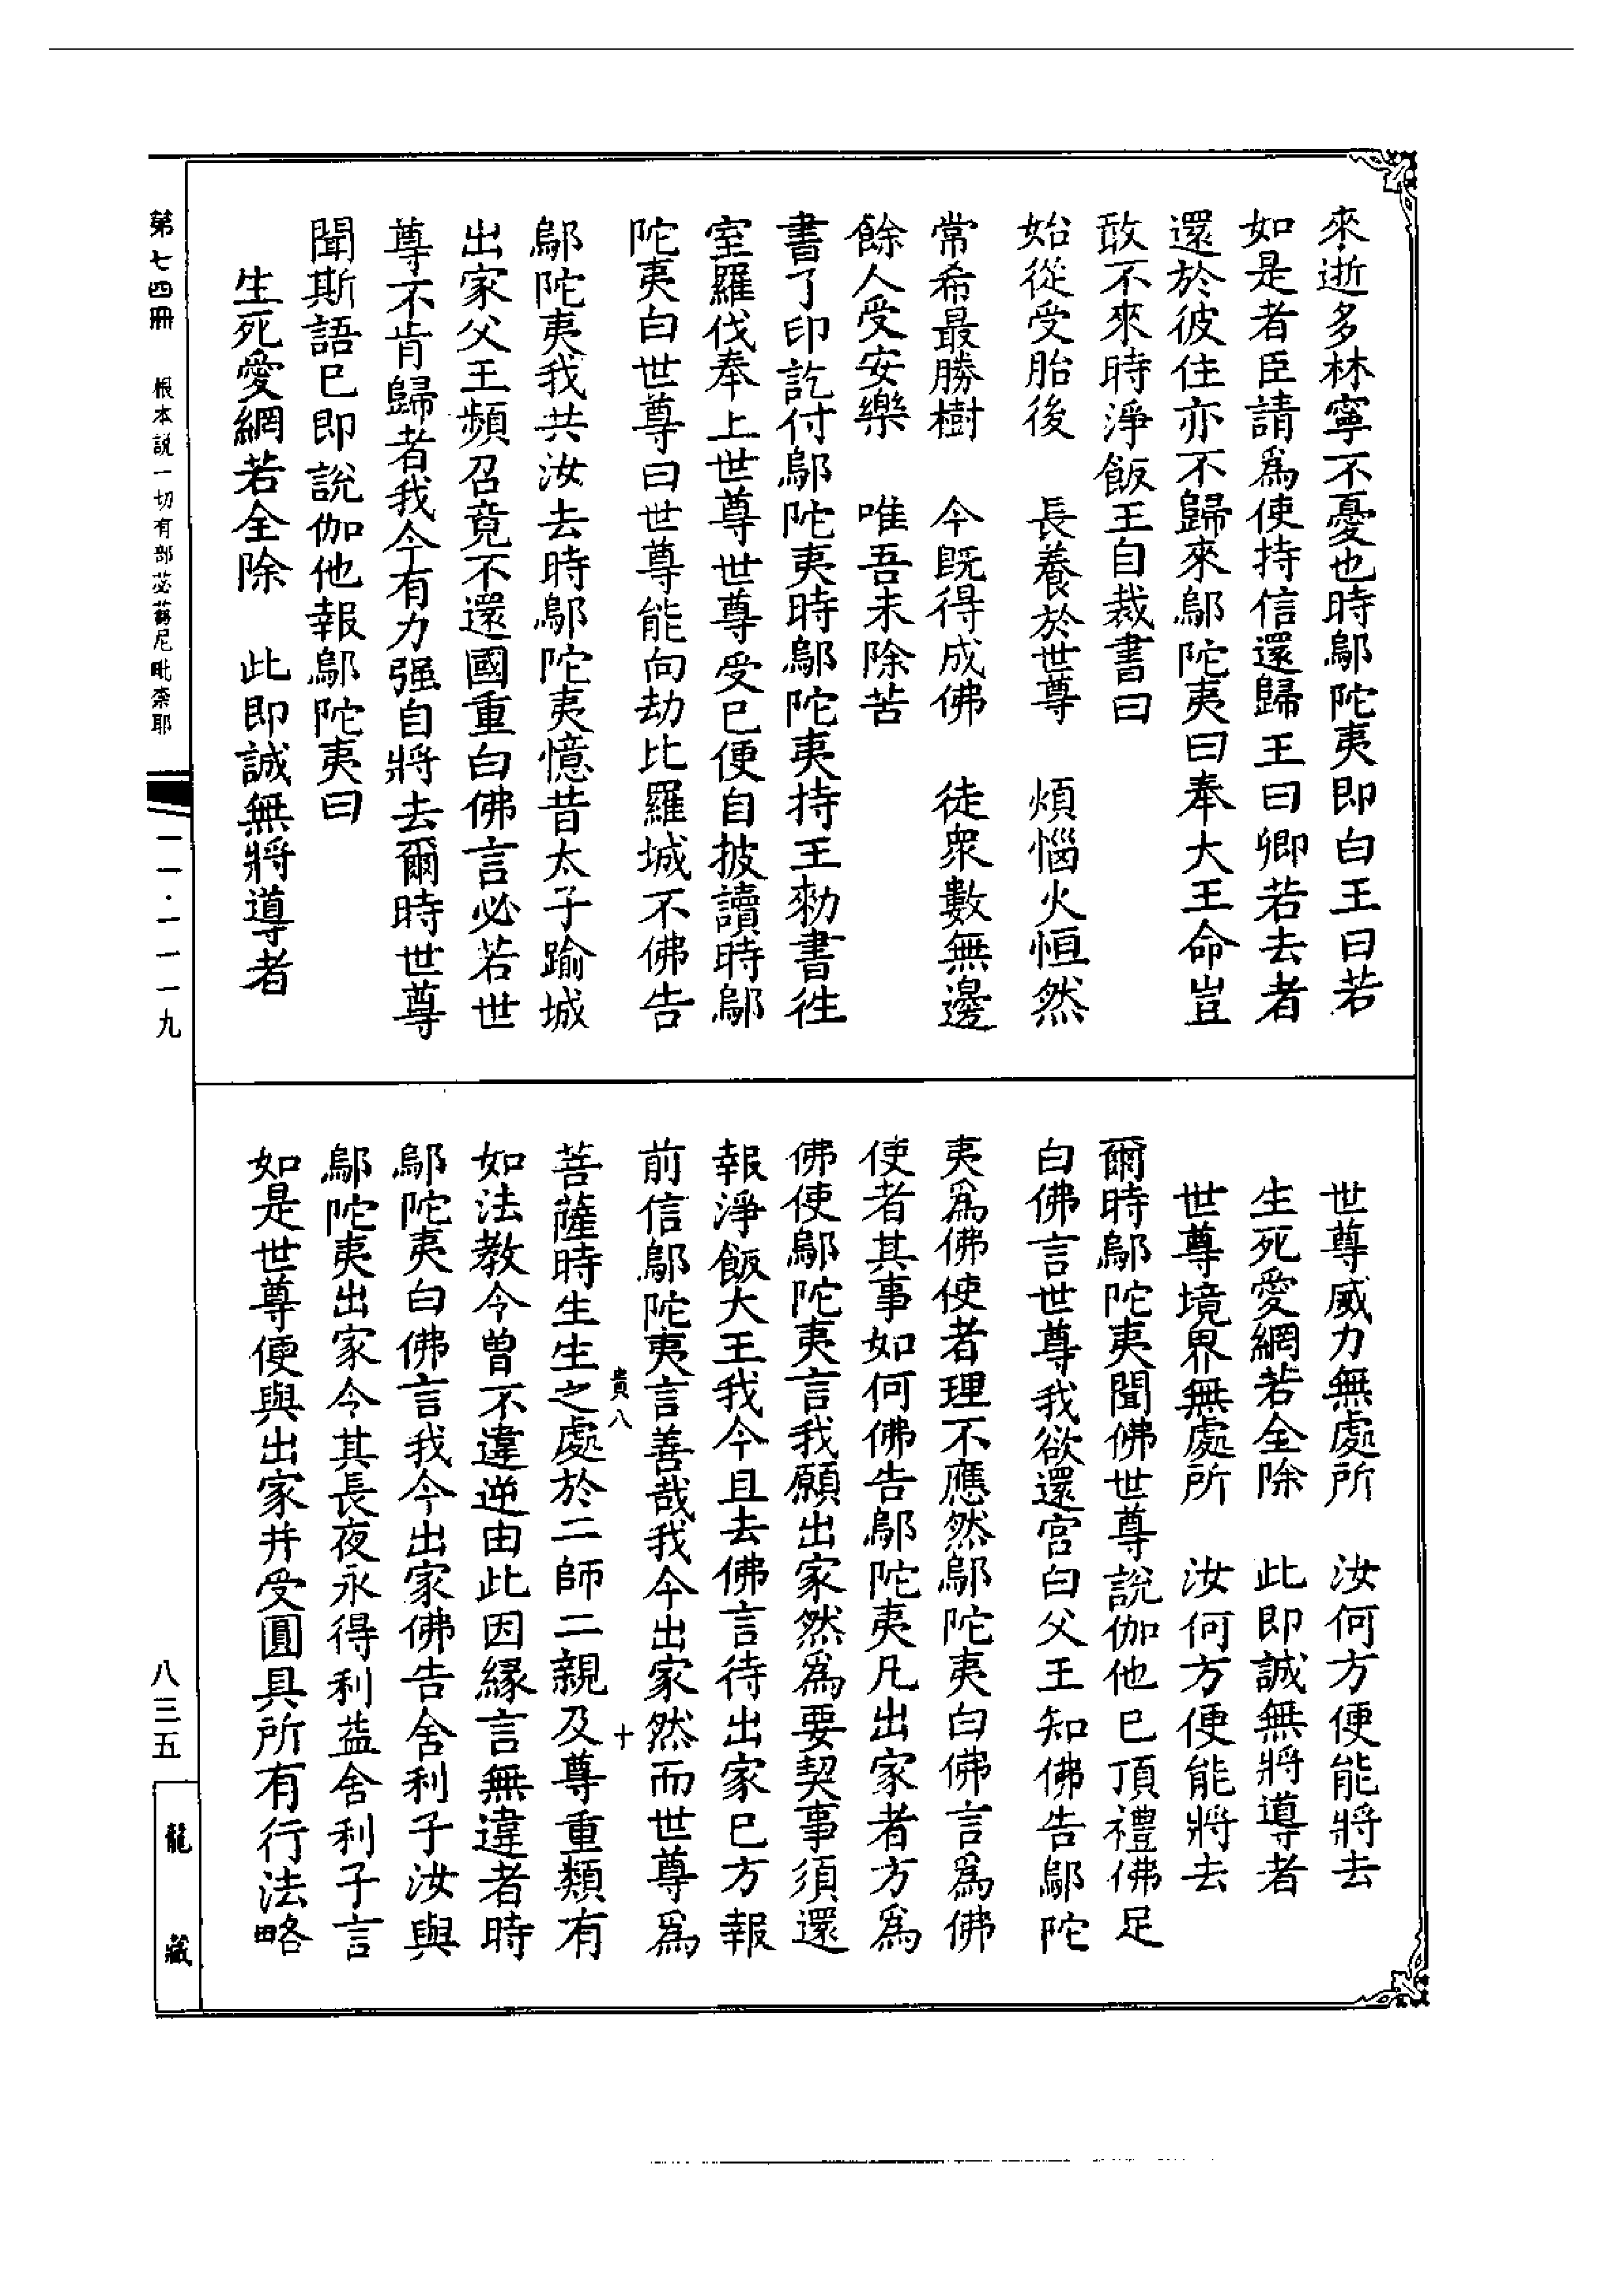 來逝多林寧不憂也時鄔陀夷即白王曰若
如是者臣請爲使持信還歸王曰卿若去者
還於彼住亦不歸來鄔陀夷曰奉大王命豈
敢不來時淨飯王自裁書曰
始從受胎後　長養於世尊　煩惱火恒然
常希最勝樹　今既得成佛　徒衆數無邊
餘人受安樂　唯吾未除苦
書了印訖付鄔陀夷時鄔陀夷持王勑書往
室羅伐奉上世尊世尊受已便自披讀時鄔
陀夷白世尊曰世尊能向劫比羅城不佛告
鄔陀夷我共汝去時鄔陀夷憶昔太子踰城
出家父王頻召竟不還國重白佛言必若世
尊不肯歸者我今有力强自將去爾時世尊
聞斯語已即說伽他報鄔陀夷曰
生死愛網若全除　此即誠無將導者
世尊威力無處所　汝何方便能將去
生死愛網若全除　此即誠無將導者
世尊境界無處所　汝何方便能將去
爾時鄔陀夷聞佛世尊說伽他已頂禮佛足
白佛言世尊我欲還宮白父王知佛告鄔陀
夷爲佛使者理不應然鄔陀夷白佛言爲佛
使者其事如何佛告鄔陀夷凡出家者方爲
佛使鄔陀夷言我願出家然爲要契事須還
報淨飯大王我今且去佛言待出家已方報
前信鄔陀夷言善哉我今出家然而世尊爲
貴八　十
菩薩時生生之處於二師二親及尊重類有
如法教令曾不違逆由此因緣言無違者時
鄔陀夷白佛言我今出家佛告舍利子汝與
鄔陀夷出家令其長夜永得利益舍利子言
如是世尊便與出家并受圓具所有行法略
第七四冊　根本説一切有部苾蒭尼毗柰耶
一一·一一一九
八三五
龍藏